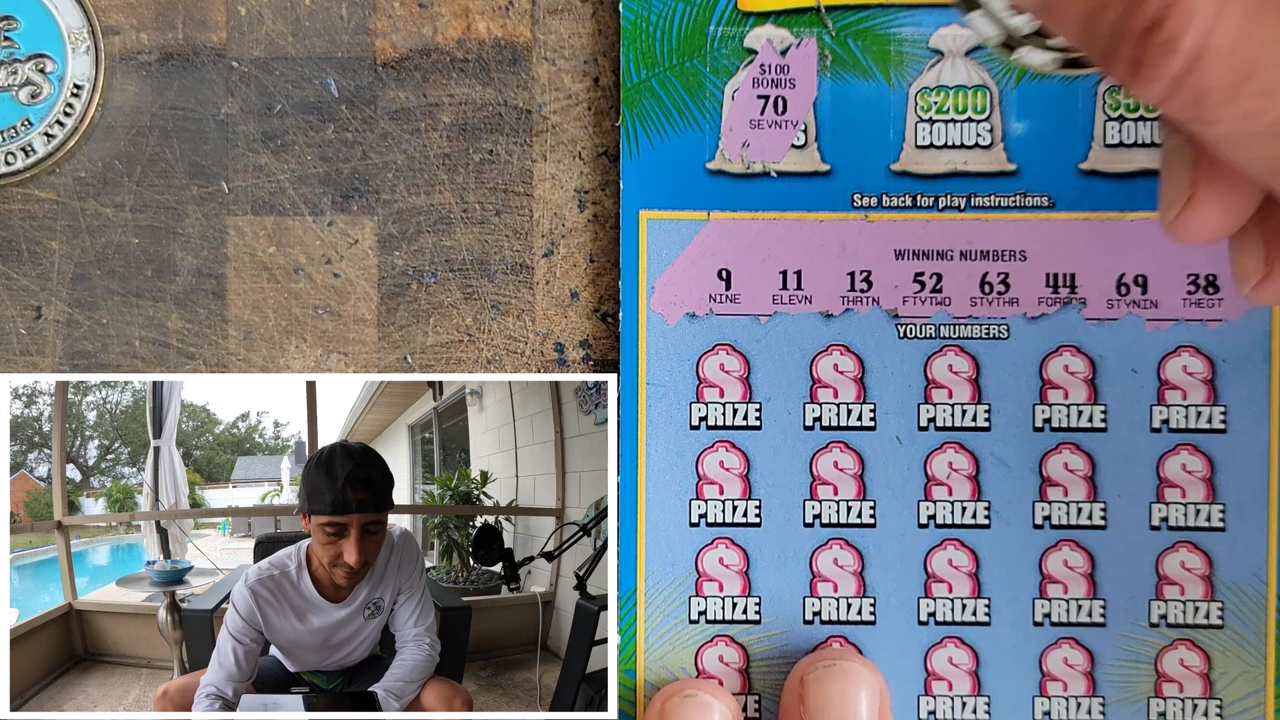 HOLY
$100
BONUS
70
SEVNTY
$200
BONUS
See back for play instructions.
WINNING NUMBERS
9 11 13 52 63 44 69 38
NINE ELEVN THRTN FTYTWO STYTHR FORFOR STYNIN THEGT
YOUR NUMBERS
PRIZE PRIZE PRIZE PRIZE PRIZE
PRIZE PRIZE PRIZE PRIZE PRIZE
PRIZE PRIZE PRIZE PRIZE PRIZE
PRIZE PRIZE PRIZE